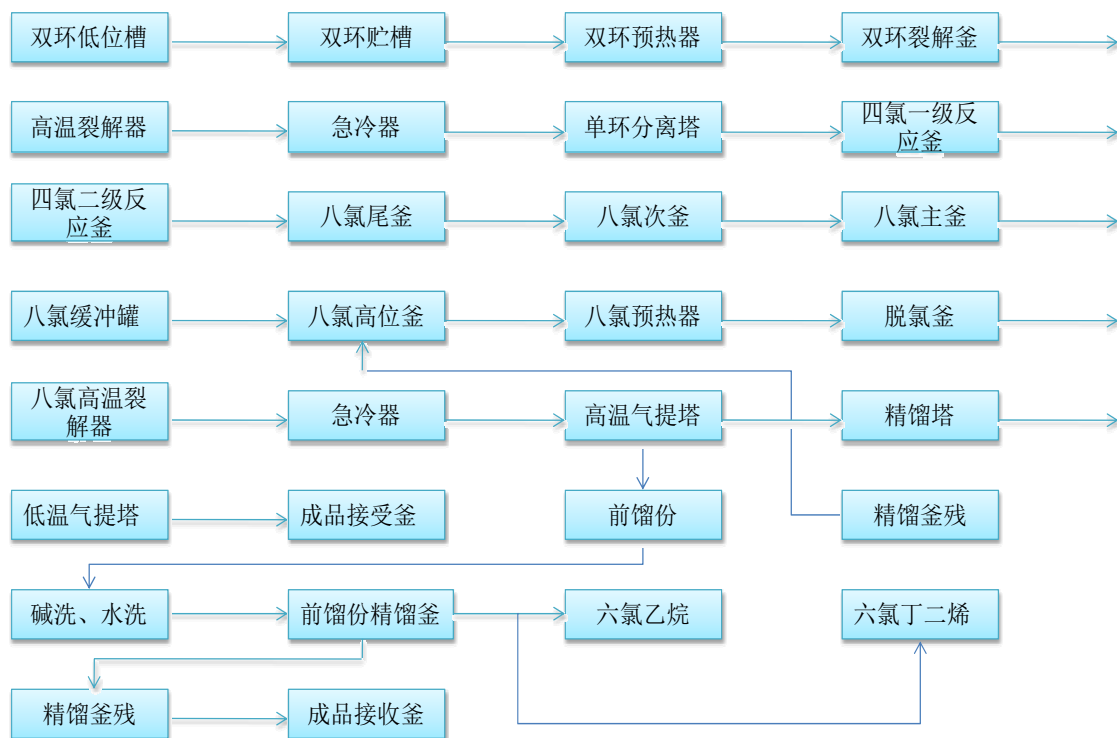 双环低位槽
双环贮槽
双环预热器
双环裂解釜
高温裂解器
急冷器
单环分离塔
四氯一级反
应釜
四氯二级反
应釜
八氯尾釜
八氯次釜
八氯主釜
八氯缓冲罐
八氯高位釜
八氯预热器
脱氯釜
八氯高温裂
解器
急冷器
高温气提塔
精馏塔
低温气提塔
成品接受釜
前馏份
精馏釜残
碱洗、水洗
前馏份精馏釜
六氯乙烷
六氯丁二烯
精馏釜残
成品接收釜